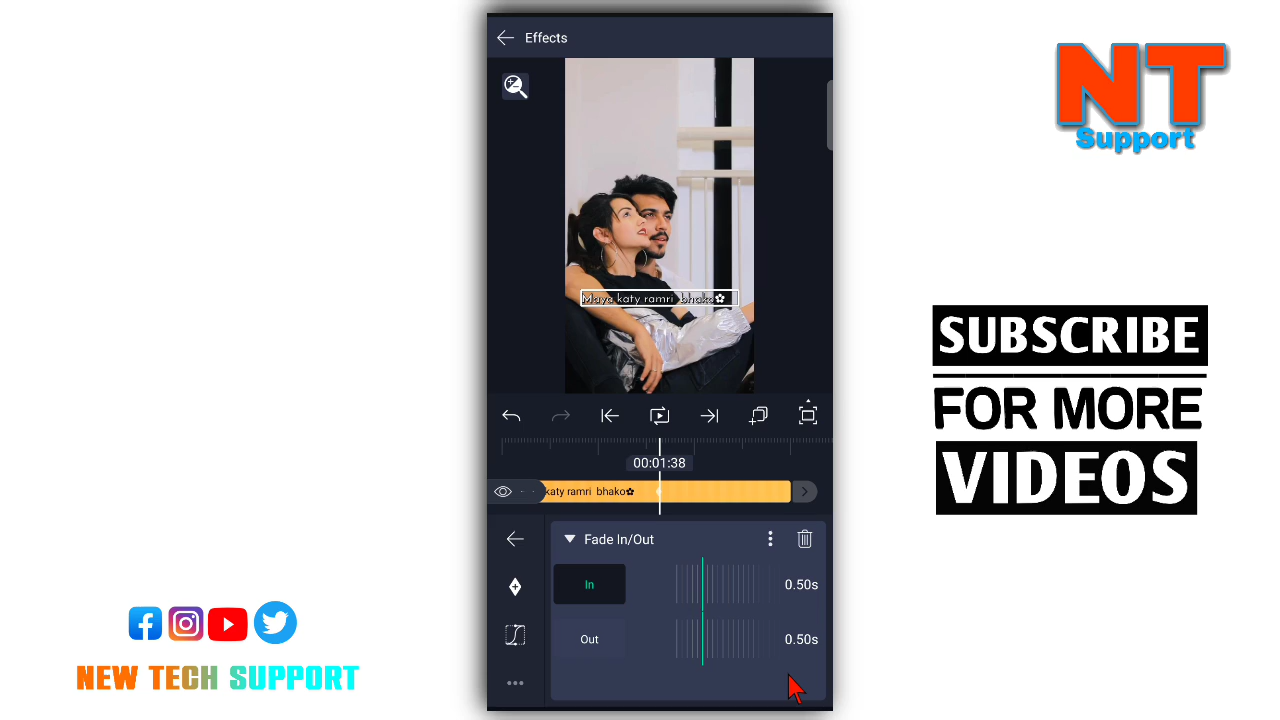 Effects
NT
Support
Maya katy ramri bhako✿
SUBSCRIBE
FOR MORE
VIDEOS
00:01:38
katy ramri bhako✿
Fade In/Out
In
0.50s
Out
0.50s
NEW TECH SUPPORT